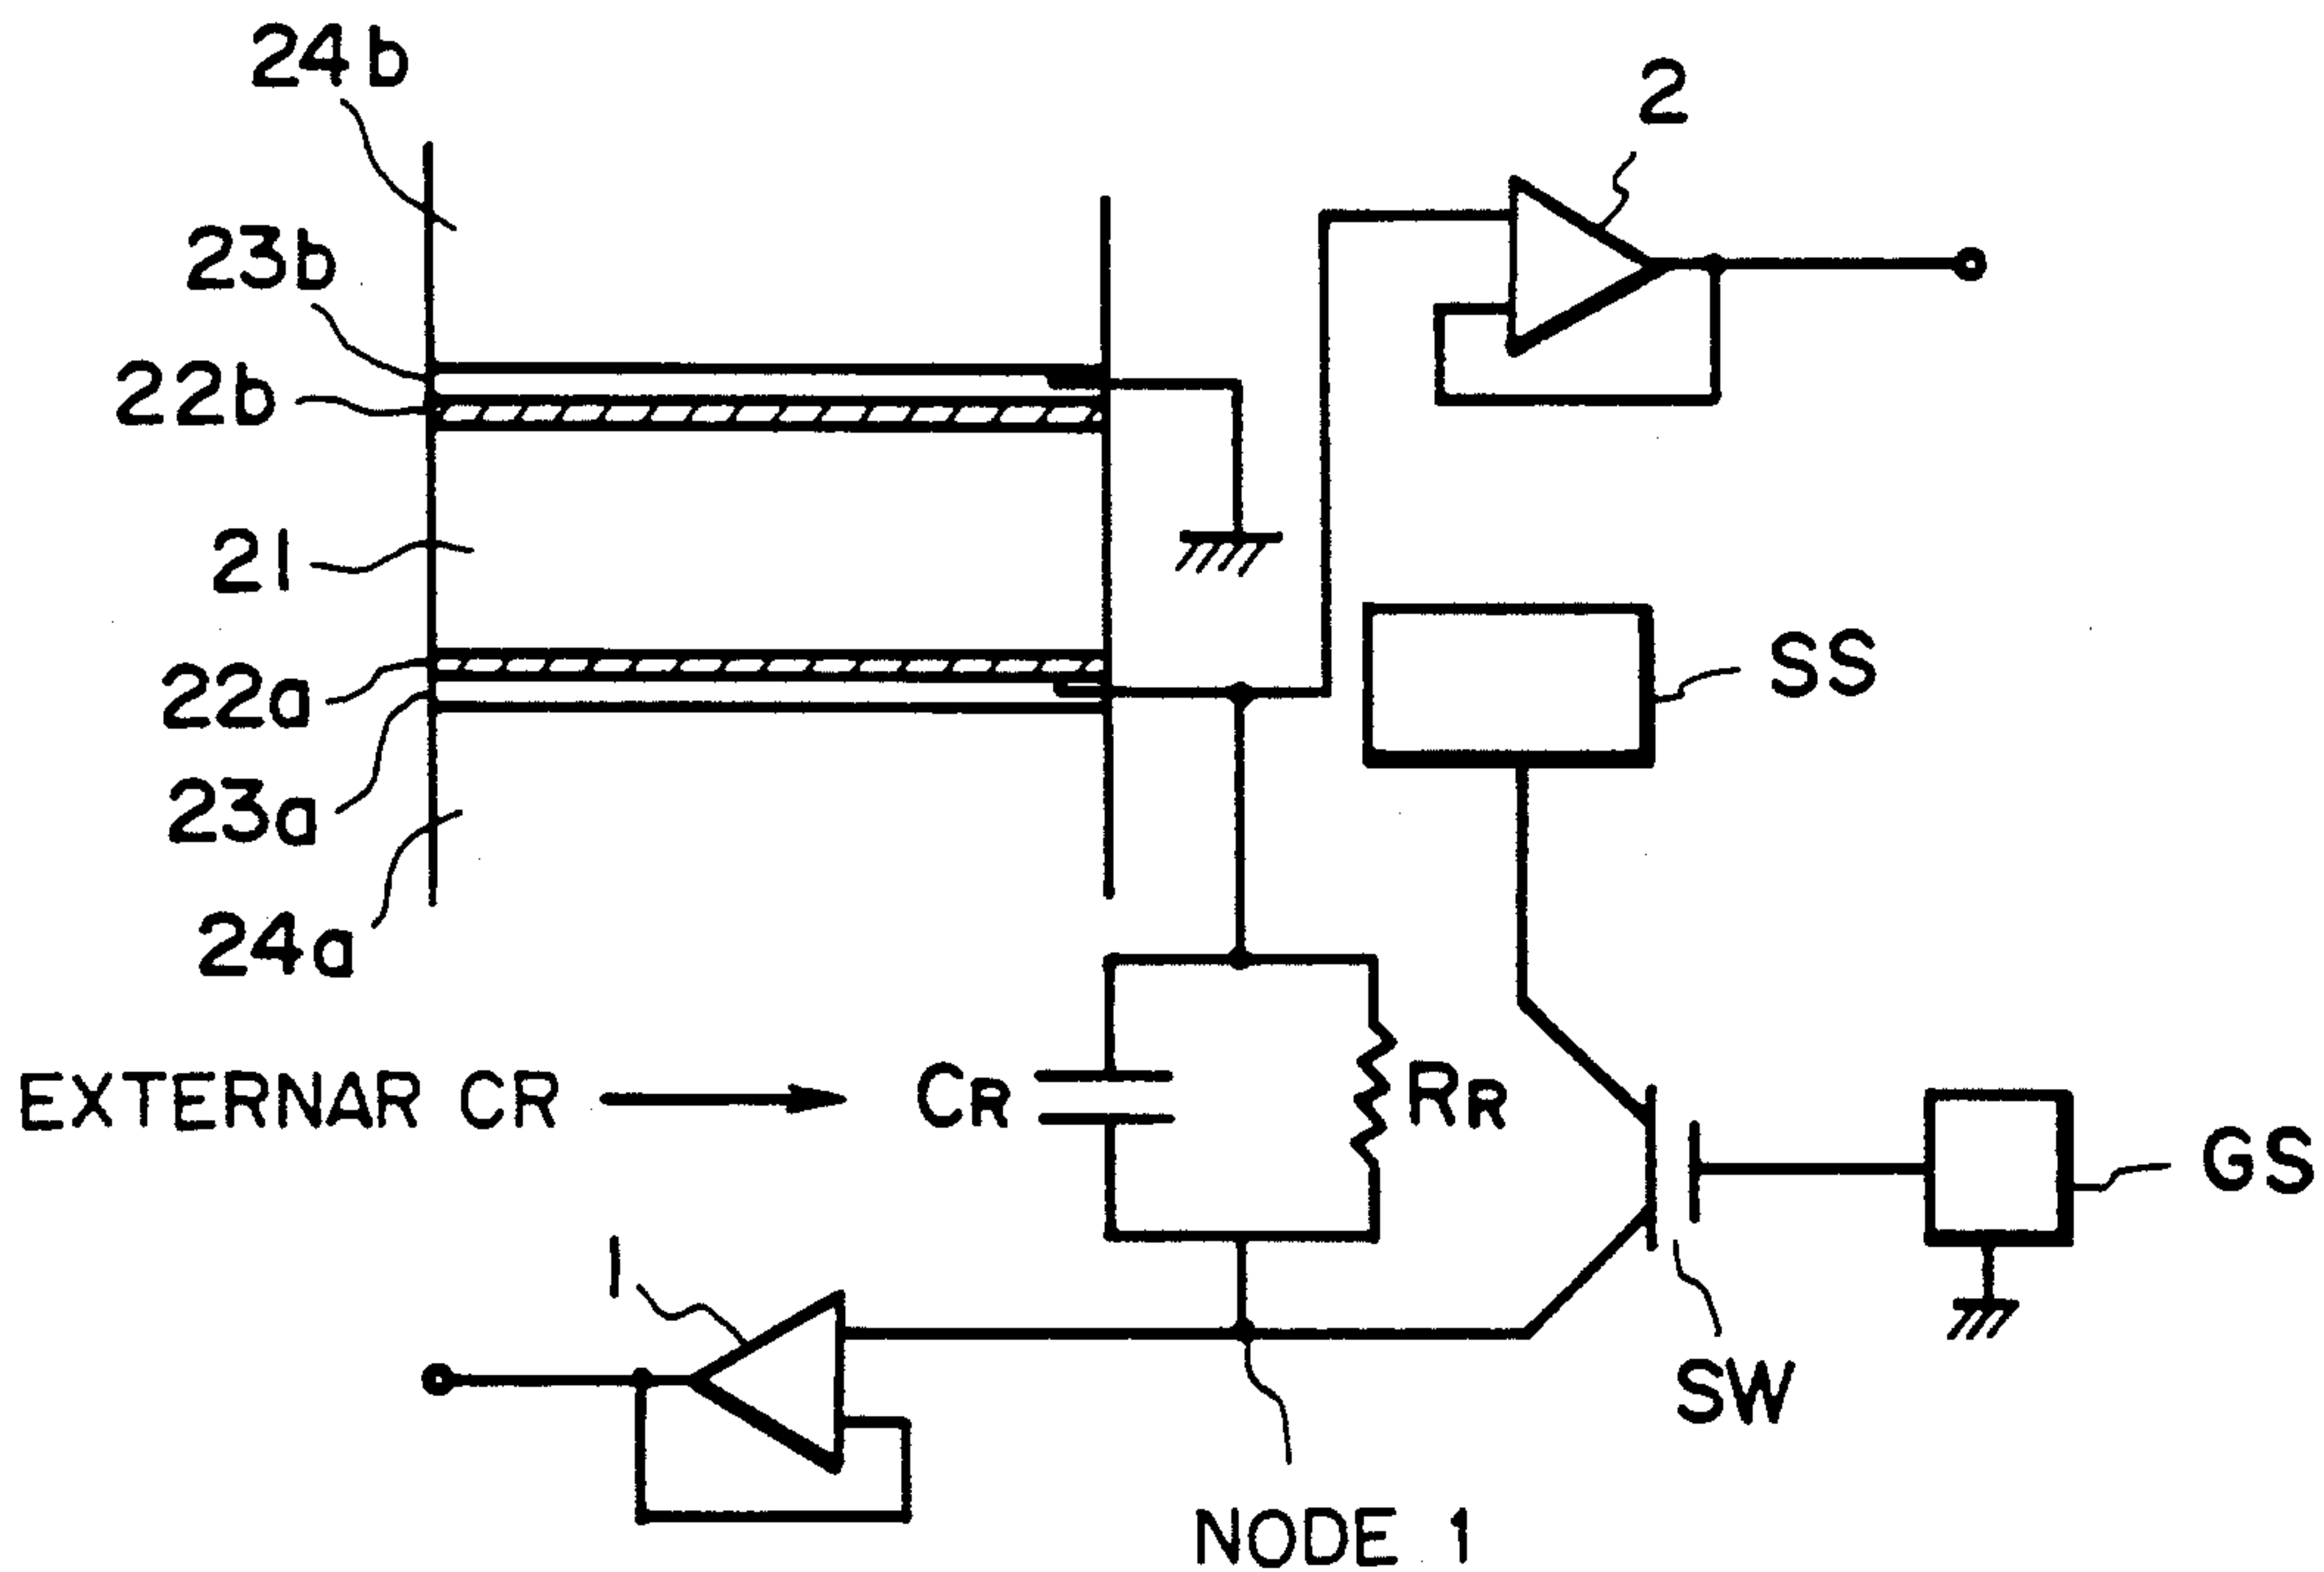 24b
2
23b
22b
21
SS
22a
23a
24a
EXTERNAR CR
CR
RR
GS
1
SW
NODE 1